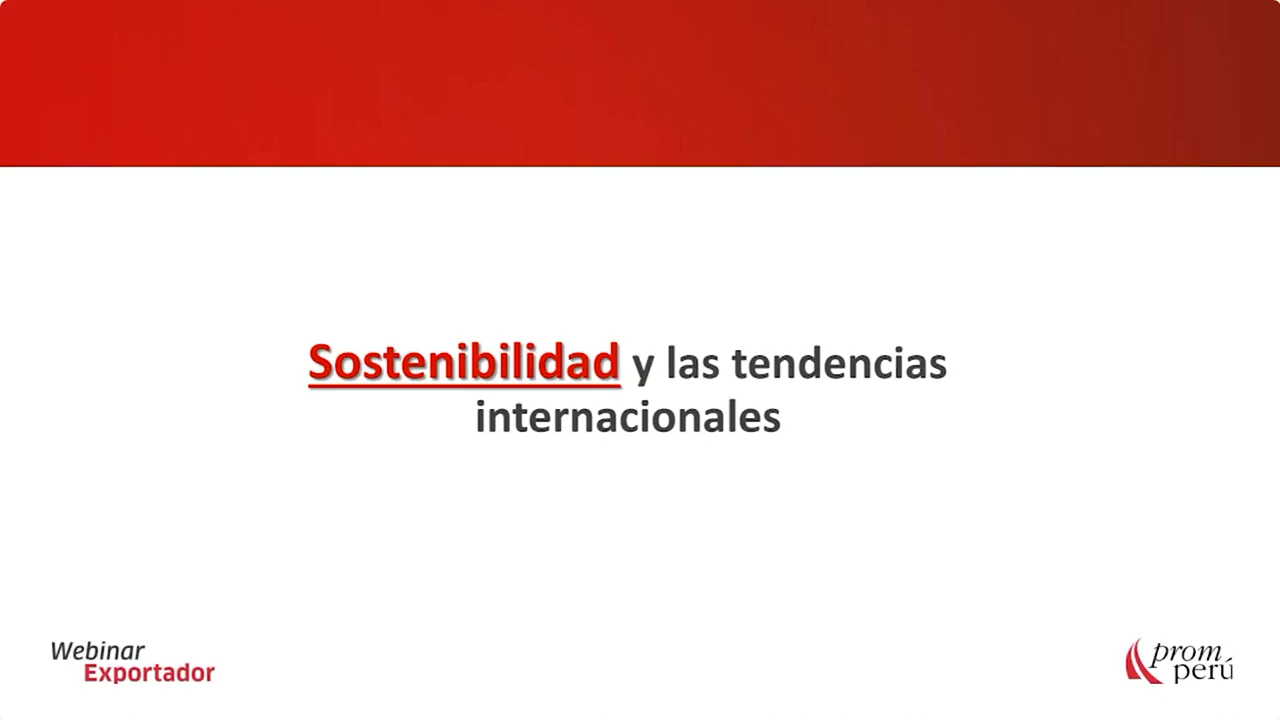 Sostenibilidad y las tendencias
internacionales
Webinar
Exportador
prom
perú